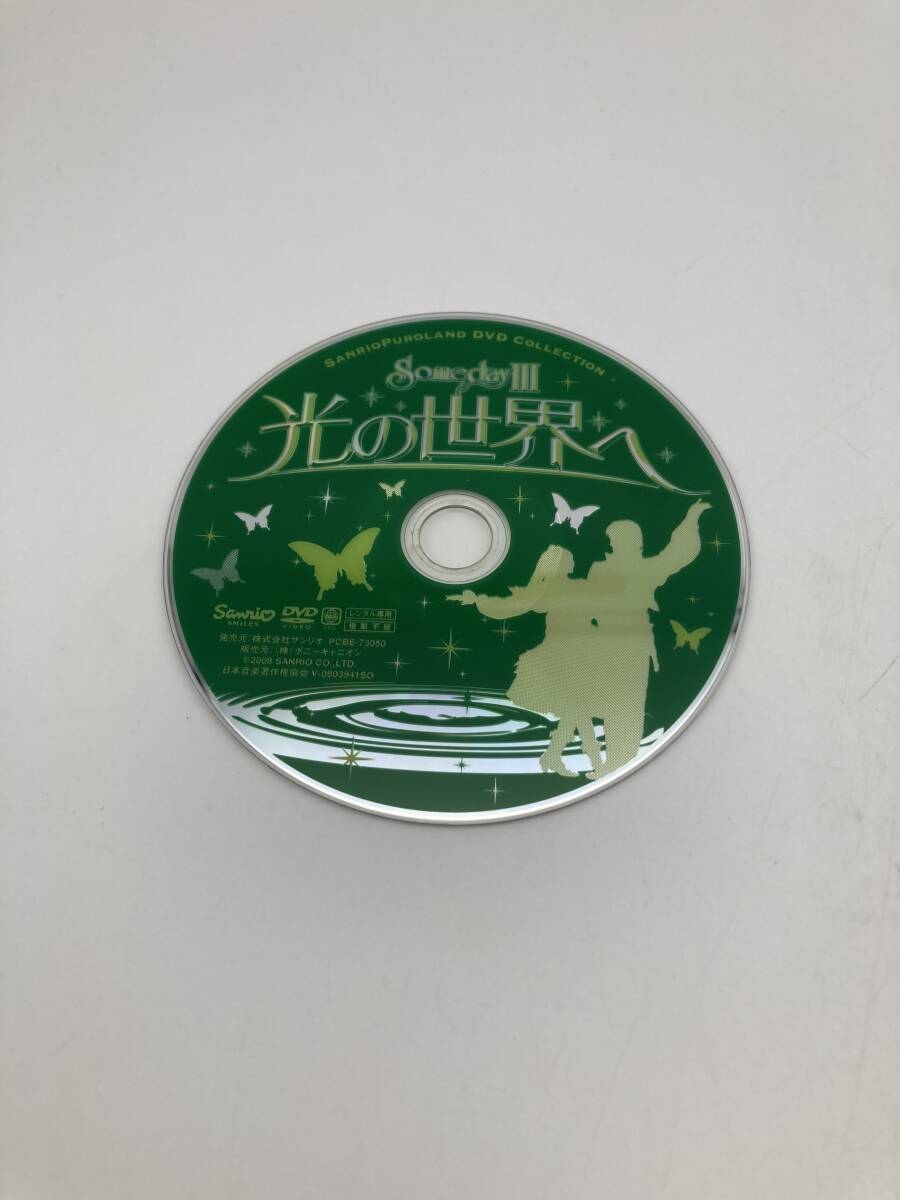 SANRIOPUROLAND DVD COLLECTION
Someday III
光の世界へ
Sanrio SMILES
DVD VIDEO
レンタル専用
複製不能
発売元:株式会社サンリオ PCBE-73050
販売元:(株)ポニーキャニオン
©2008 SANRIO CO.,LTD.
日本音楽著作権協会 V-0803941SO